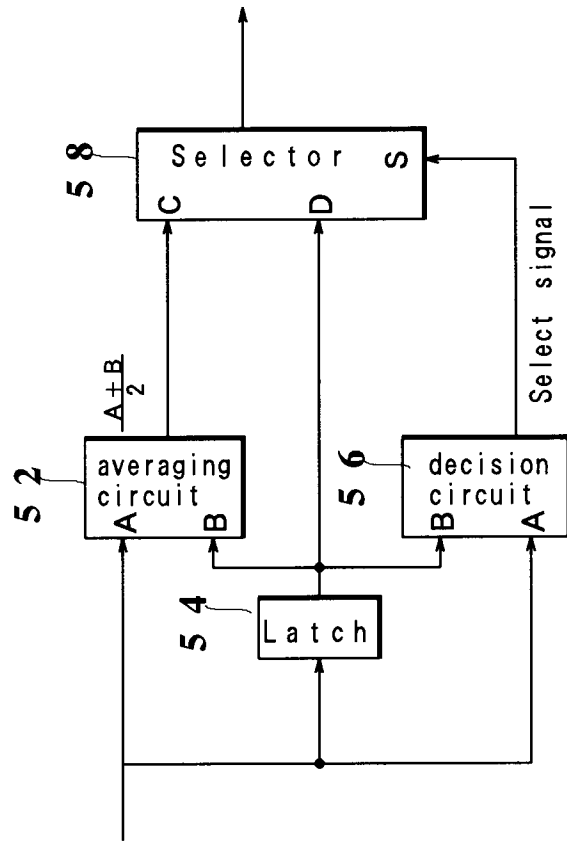 58
Selector
C
D
S
A+B
2
52
averaging
circuit
A
B
Select signal
56
decision
circuit
B
A
54
Latch